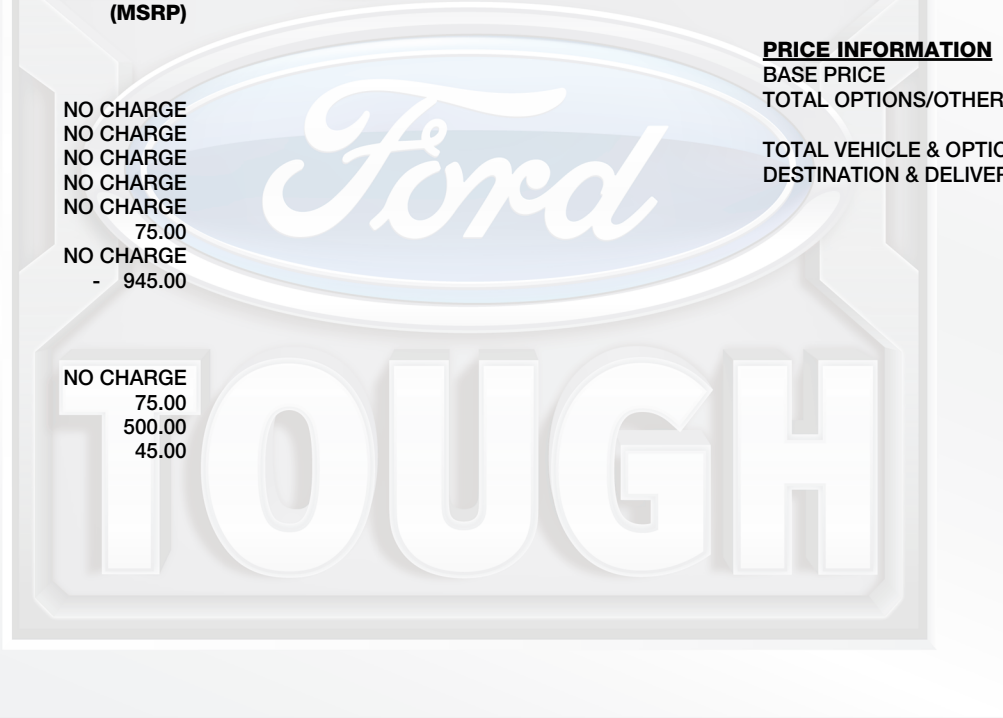 (MSRP)
NO CHARGE
NO CHARGE
NO CHARGE
NO CHARGE
NO CHARGE
75.00
NO CHARGE
- 945.00
NO CHARGE
75.00
500.00
45.00
PRICE INFORMATION
BASE PRICE
TOTAL OPTIONS/OTHER
TOTAL VEHICLE & OPTIO
DESTINATION & DELIVER
Ford
TOUGH